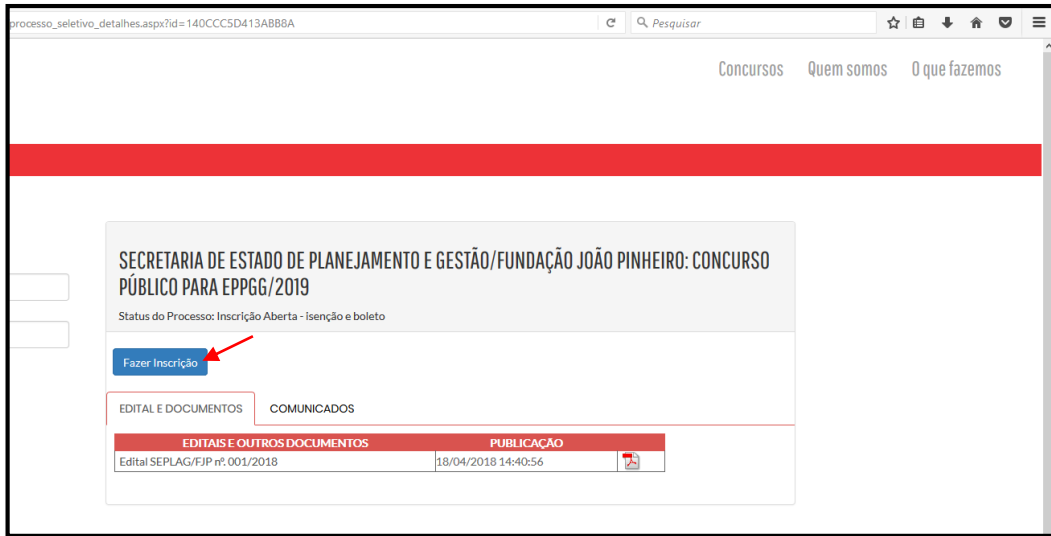 processo_seletivo_detalhes.aspx?id=140CCC5D413ABB8A
Pesquisar
Concursos Quem somos O que fazemos
SECRETARIA DE ESTADO DE PLANEJAMENTO E GESTÃO/FUNDAÇÃO JOÃO PINHEIRO: CONCURSO
PÚBLICO PARA EPPGG/2019
Status do Processo: Inscrição Aberta - isenção e boleto
Fazer Inscrição
EDITAL E DOCUMENTOS COMUNICADOS
EDITAIS E OUTROS DOCUMENTOS PUBLICAÇÃO
Edital SEPLAG/FJP nº. 001/2018 18/04/2018 14:40:56